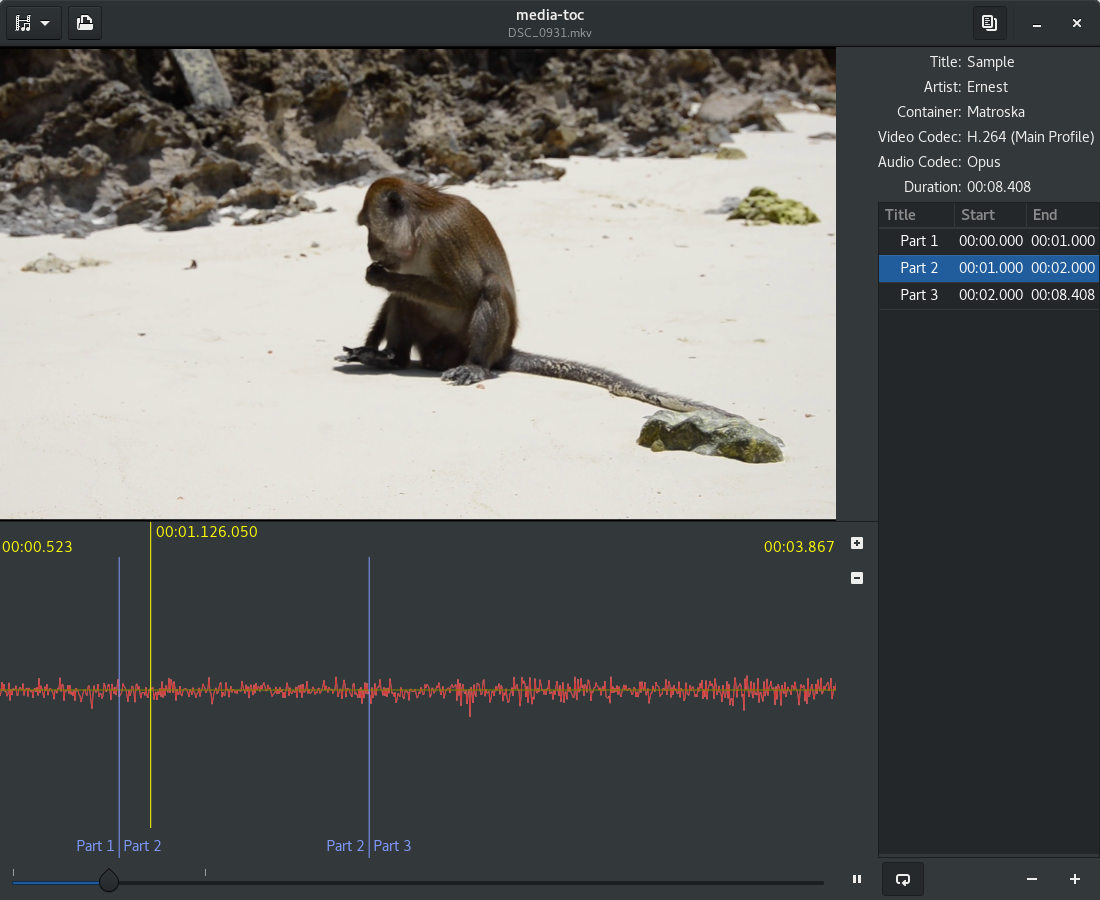 media-toc
DSC_0931.mkv
Title: Sample
Artist: Ernest
Container: Matroska
Video Codec: H.264 (Main Profile)
Audio Codec: Opus
Duration: 00:08.408
Title Start End
Part 1 00:00.000 00:01.000
Part 2 00:01.000 00:02.000
Part 3 00:02.000 00:08.408
00:01.126.050
00:00.523 00:03.867
Part 1 Part 2 Part 2 Part 3